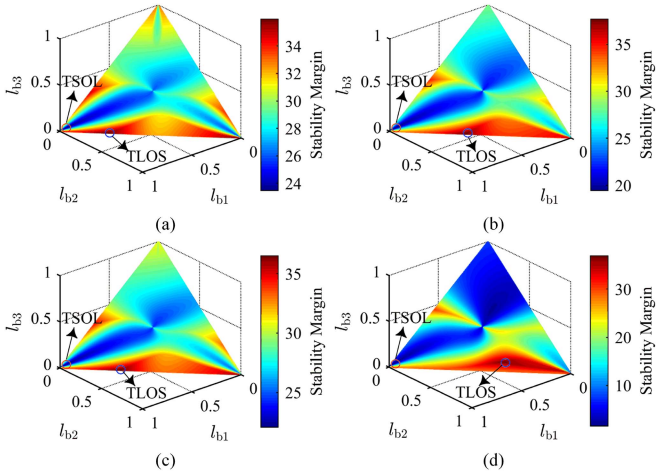 1
0.5
0
l_b3
TSOL
TLOS
0
0.5
1
l_b2
1
0.5
0
l_b1
34
32
30
28
26
24
Stability Margin
(a)
1
0.5
0
l_b3
TSOL
TLOS
0
0.5
1
l_b2
1
0.5
0
l_b1
35
30
25
20
Stability Margin
(b)
1
0.5
0
l_b3
TSOL
TLOS
0
0.5
1
l_b2
1
0.5
0
l_b1
35
30
25
Stability Margin
(c)
1
0.5
0
l_b3
TSOL
TLOS
0
0.5
1
l_b2
1
0.5
0
l_b1
30
20
10
Stability Margin
(d)